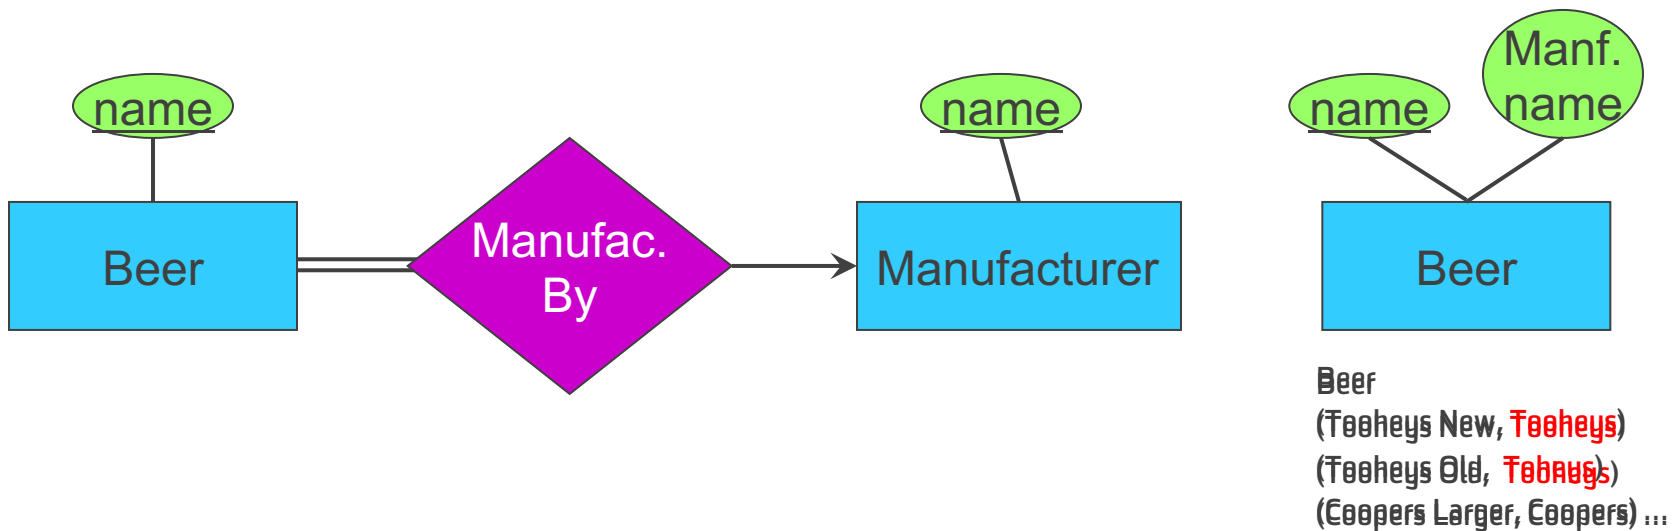 name
Beer
Manufac.
By
name
Manufacturer
name
Manf.
name
Beer
Beer
(Tooheys New, Tooheys)
(Tooheys Old,
(Coopers Larger, Coopers) ...